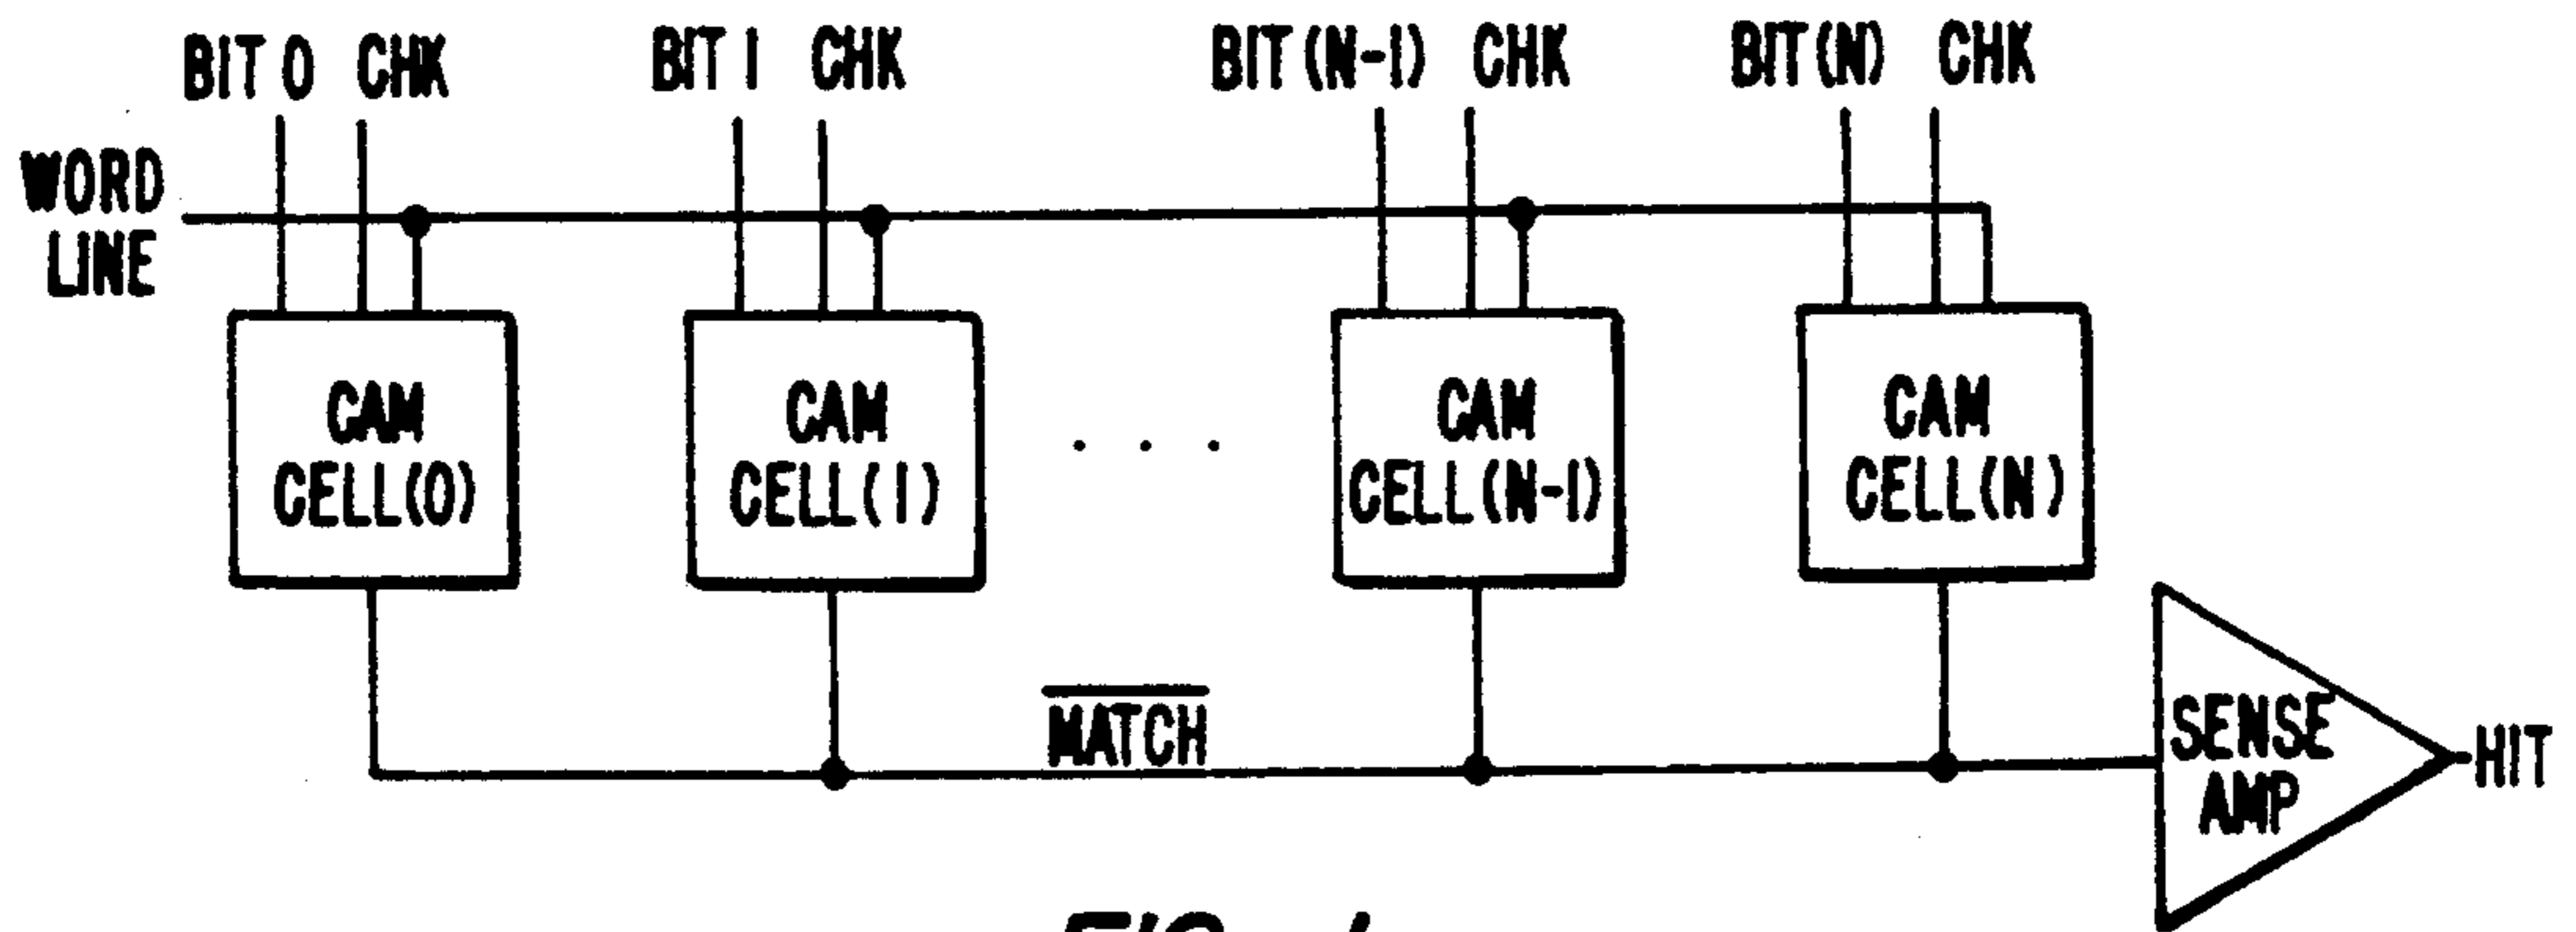 BIT 0 CHK BIT 1 CHK BIT(N-1) CHK BIT(N) CHK
WORD
LINE
CAM
CELL(0)
CAM
CELL(1)
. . .
CAM
CELL(N-1)
CAM
CELL(N)
MATCH
SENSE
AMP
HIT